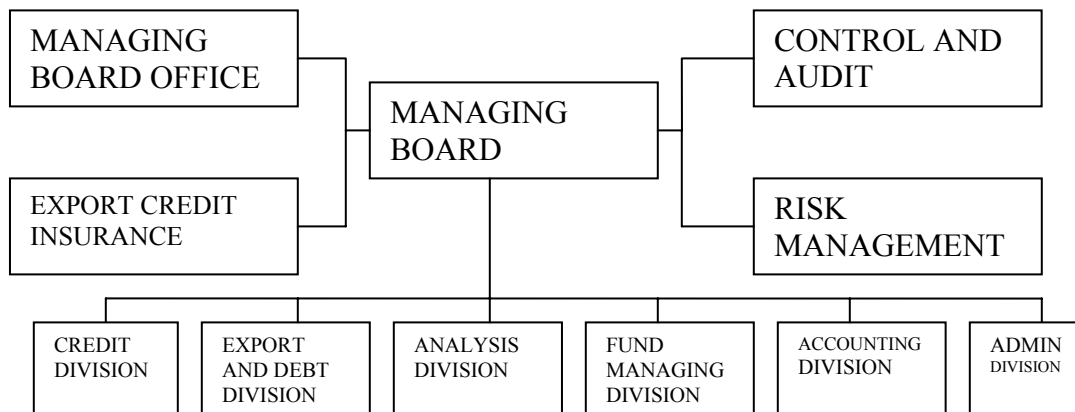 MANAGING
BOARD OFFICE
CONTROL AND
AUDIT
MANAGING
BOARD
EXPORT CREDIT
INSURANCE
RISK
MANAGEMENT
CREDIT
DIVISION
EXPORT
AND DEBT
DIVISION
ANALYSIS
DIVISION
FUND
MANAGING
DIVISION
ACCOUNTING
DIVISION
ADMIN
DIVISION